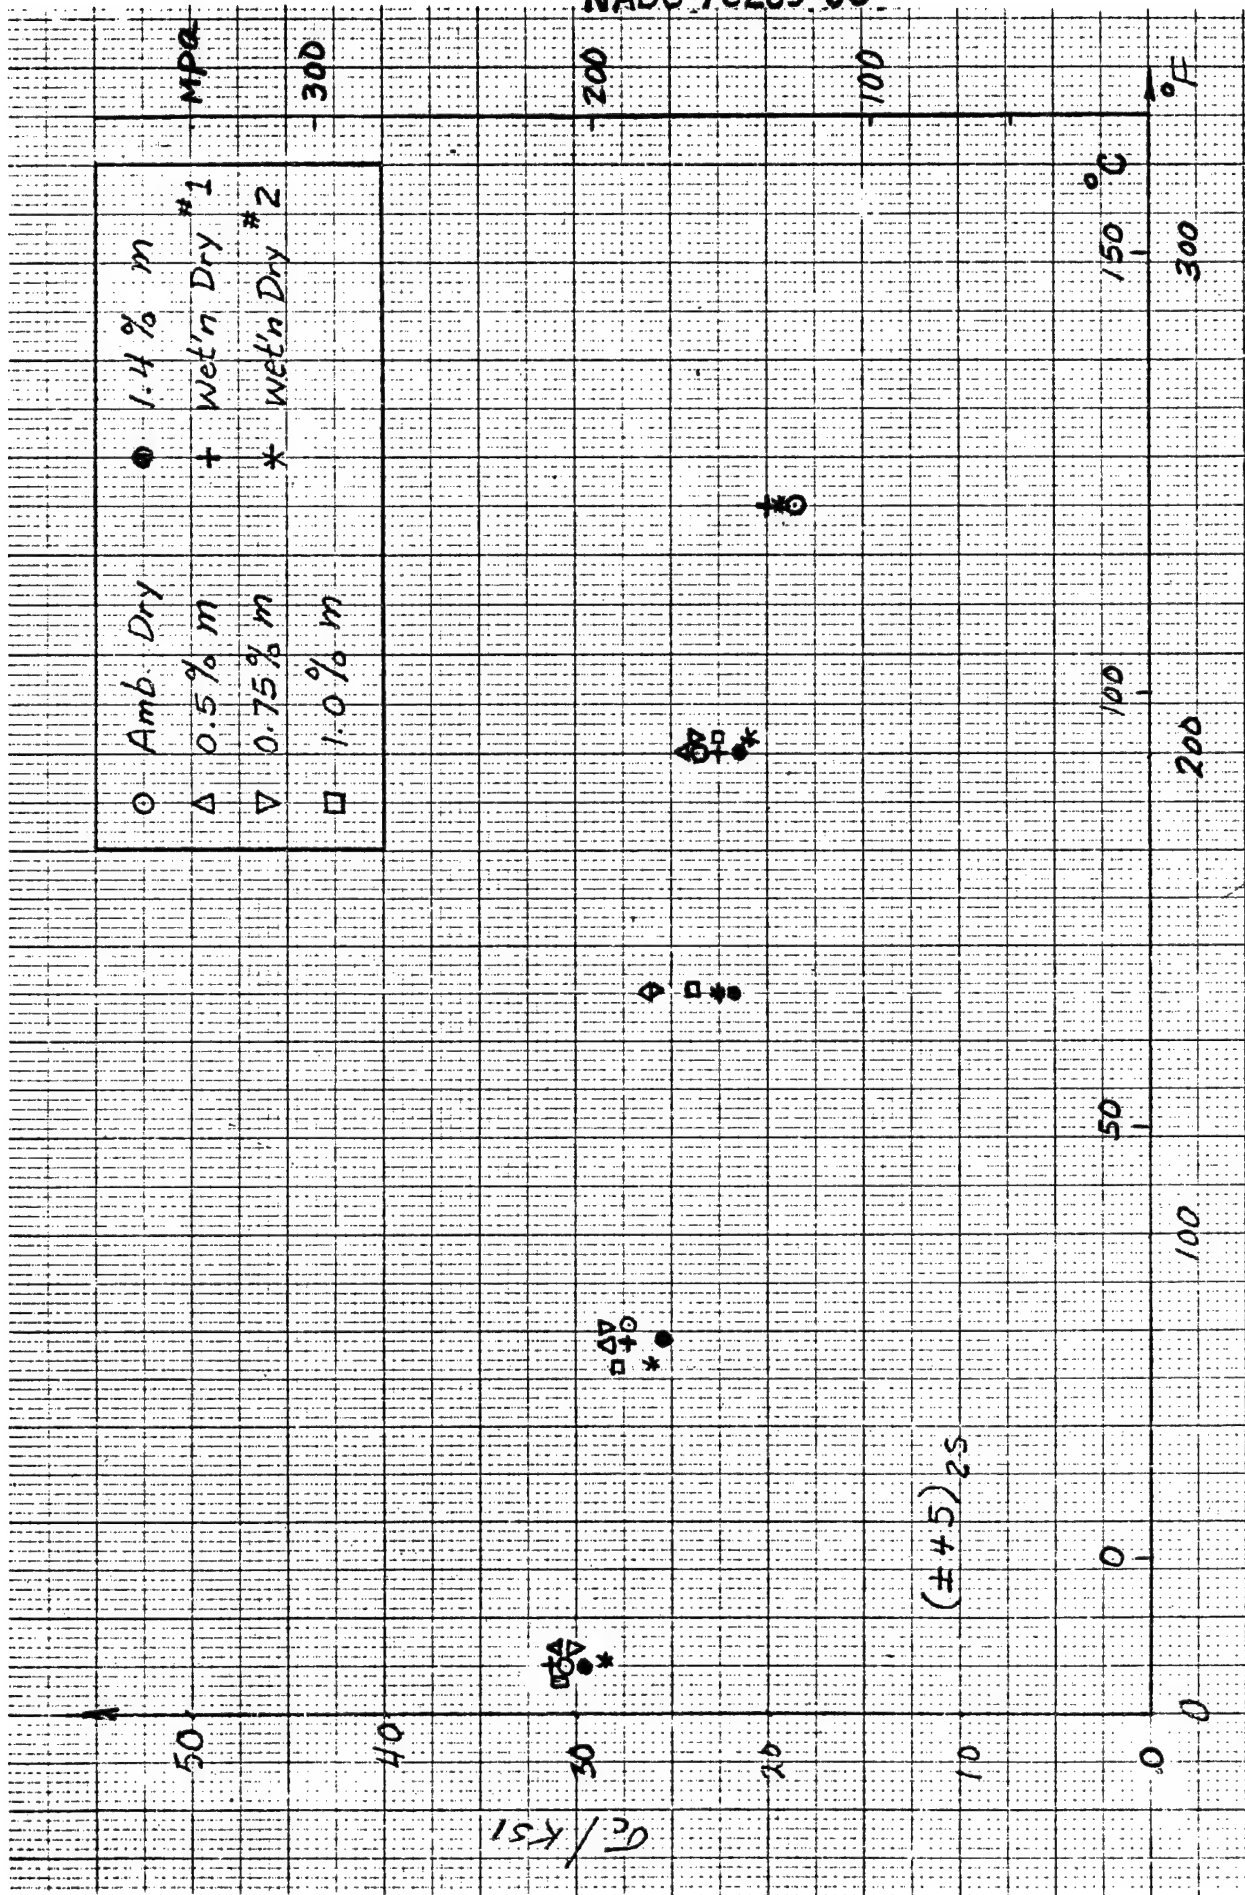 σc/KSI
50
40
30
20
10
0
MPa
300
200
100
⊙ Amb. Dry
△ 0.5% m
▽ 0.75% m
□ 1.0% m
● 1.4% m
+ Wet'n Dry #1
* Wet'n Dry #2
(±45)2S
0 50 100 150 °C
0 100 200 300 °F